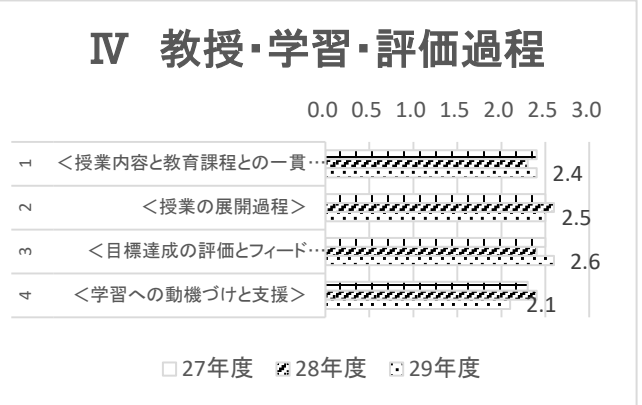 Ⅳ 教授・学習・評価過程
0.0 0.5 1.0 1.5 2.0 2.5 3.0
1 <授業内容と教育課程との一貫… 2.4
2 <授業の展開過程> 2.5
3 <目標達成の評価とフィード… 2.6
4 <学習への動機づけと支援> 2.1
27年度 28年度 29年度